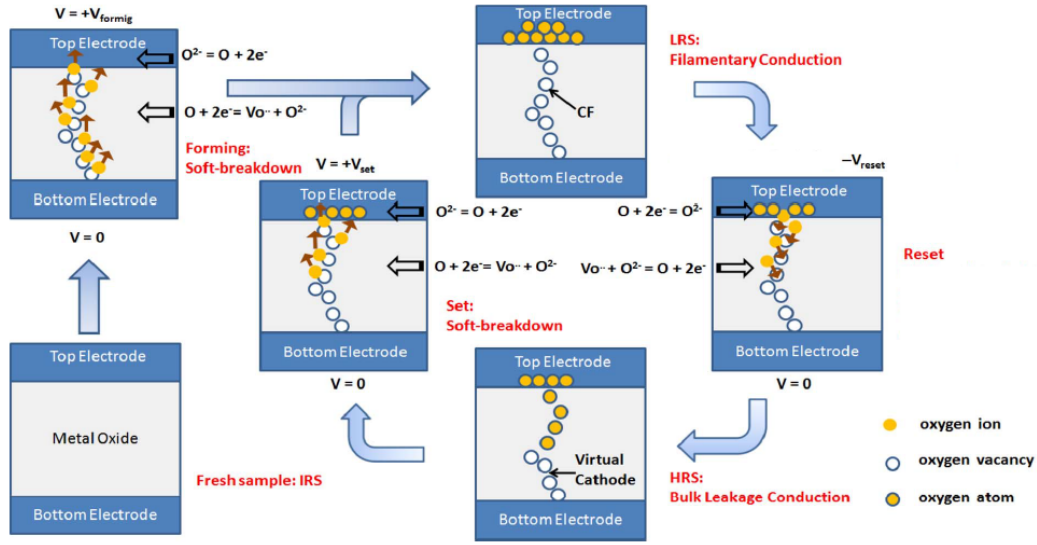 V = +Vformig
Top Electrode
O²⁻ = O + 2e⁻
O + 2e⁻= Vo·· + O²⁻
Forming:
Soft-breakdown
Bottom Electrode
V = 0
Top Electrode
Metal Oxide
Bottom Electrode
Fresh sample: IRS
V = +Vset
Top Electrode
O²⁻ = O + 2e⁻
O + 2e⁻= Vo·· + O²⁻
Set:
Soft-breakdown
Bottom Electrode
V = 0
Top Electrode
CF
Bottom Electrode
LRS:
Filamentary Conduction
−Vreset
Top Electrode
O + 2e⁻ = O²⁻
Vo·· + O²⁻ = O + 2e⁻
Reset
Bottom Electrode
V = 0
Top Electrode
Virtual
Cathode
Bottom Electrode
HRS:
Bulk Leakage Conduction
oxygen ion
oxygen vacancy
oxygen atom